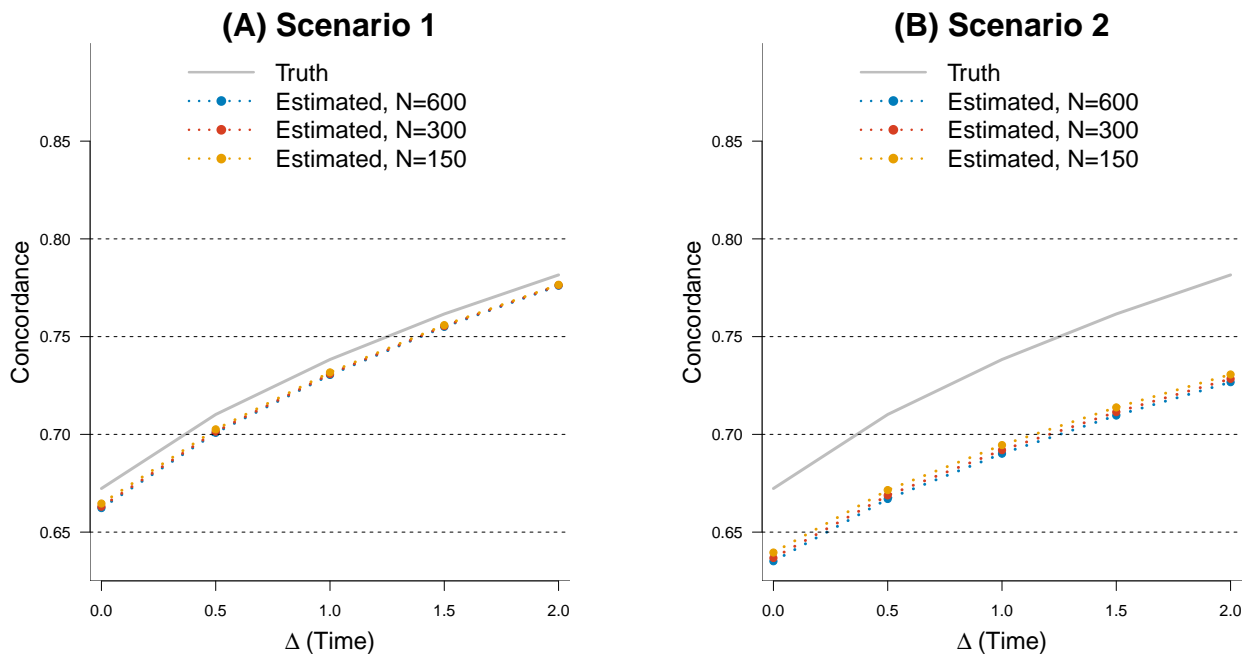 (A) Scenario 1
Truth
Estimated, N=600
Estimated, N=300
Estimated, N=150
0.85
0.80
0.75
0.70
0.65
Concordance
0.0 0.5 1.0 1.5 2.0
Δ (Time)
(B) Scenario 2
Truth
Estimated, N=600
Estimated, N=300
Estimated, N=150
0.85
0.80
0.75
0.70
0.65
Concordance
0.0 0.5 1.0 1.5 2.0
Δ (Time)